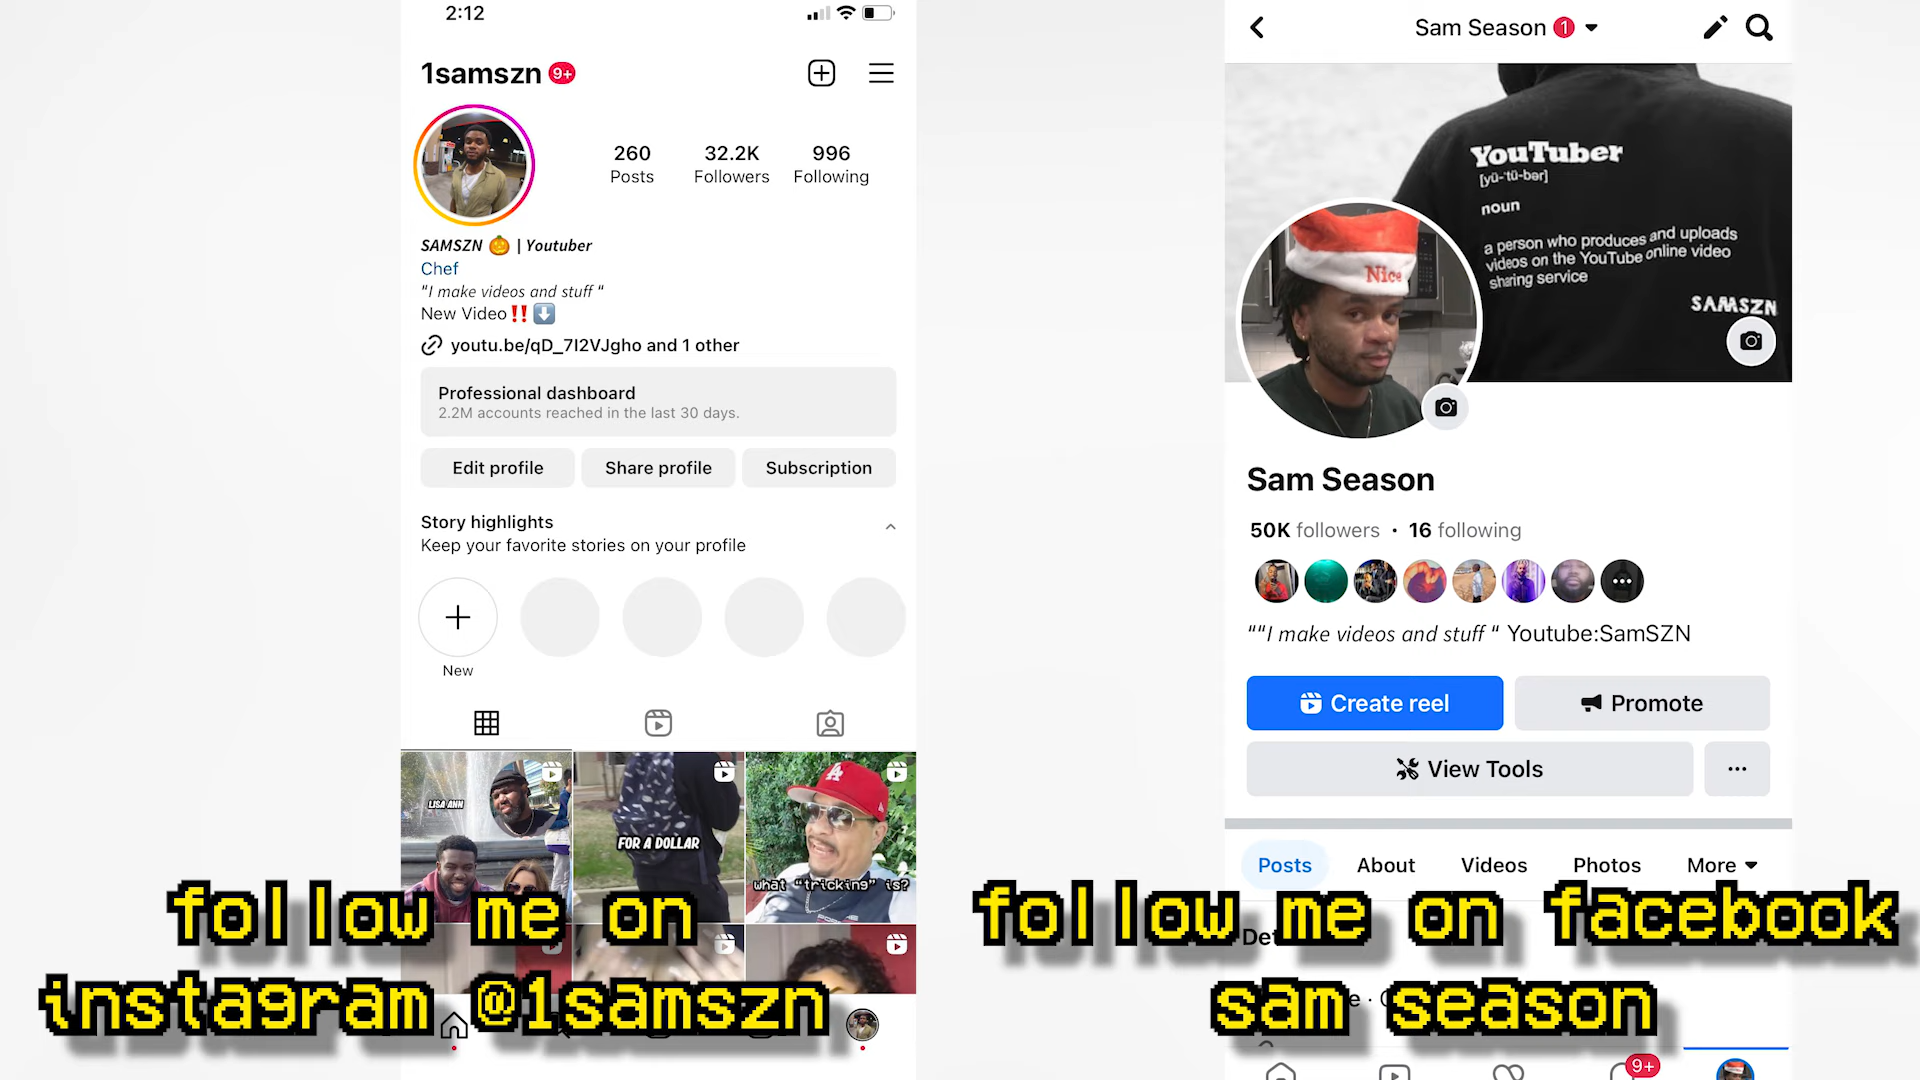 2:12
1samszn 9+
260 32.2K 996
Posts Followers Following
SAMSZN 🎃 | Youtuber
Chef
"I make videos and stuff "
New Video‼️⬇️
youtu.be/qD_7I2VJgho and 1 other
Professional dashboard
2.2M accounts reached in the last 30 days.
Edit profile Share profile Subscription
Story highlights
Keep your favorite stories on your profile
New
LISA ANN
FOR A DOLLAR
what "tricking" is?
follow me on
instagram @1samszn
Sam Season 1
YouTuber
[yü-'tü-bər]
noun
a person who produces and uploads
videos on the YouTube online video
sharing service
SAMSZN
Nice
Sam Season
50K followers · 16 following
""I make videos and stuff " Youtube:SamSZN
Create reel Promote
View Tools
Posts About Videos Photos More
follow me on facebook
sam season
9+